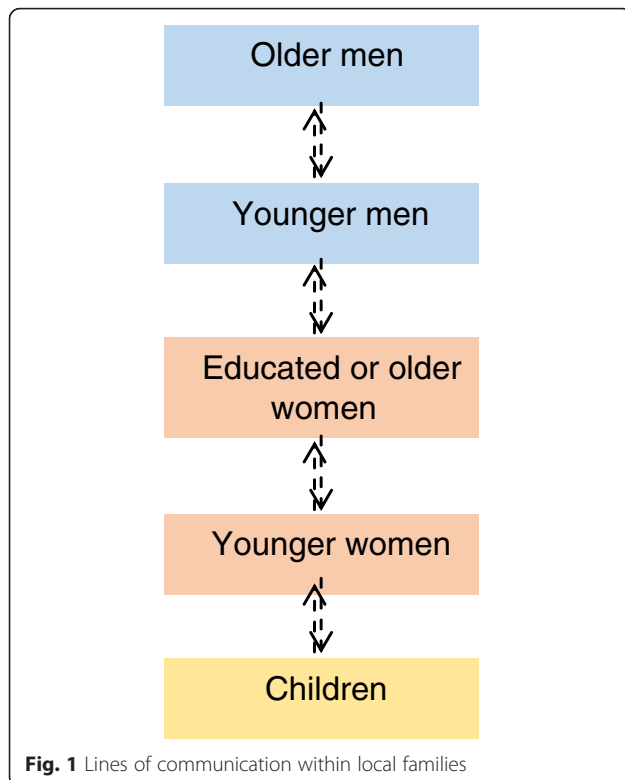 Older men
Younger men
Educated or older
women
Younger women
Children
Fig. 1 Lines of communication within local families